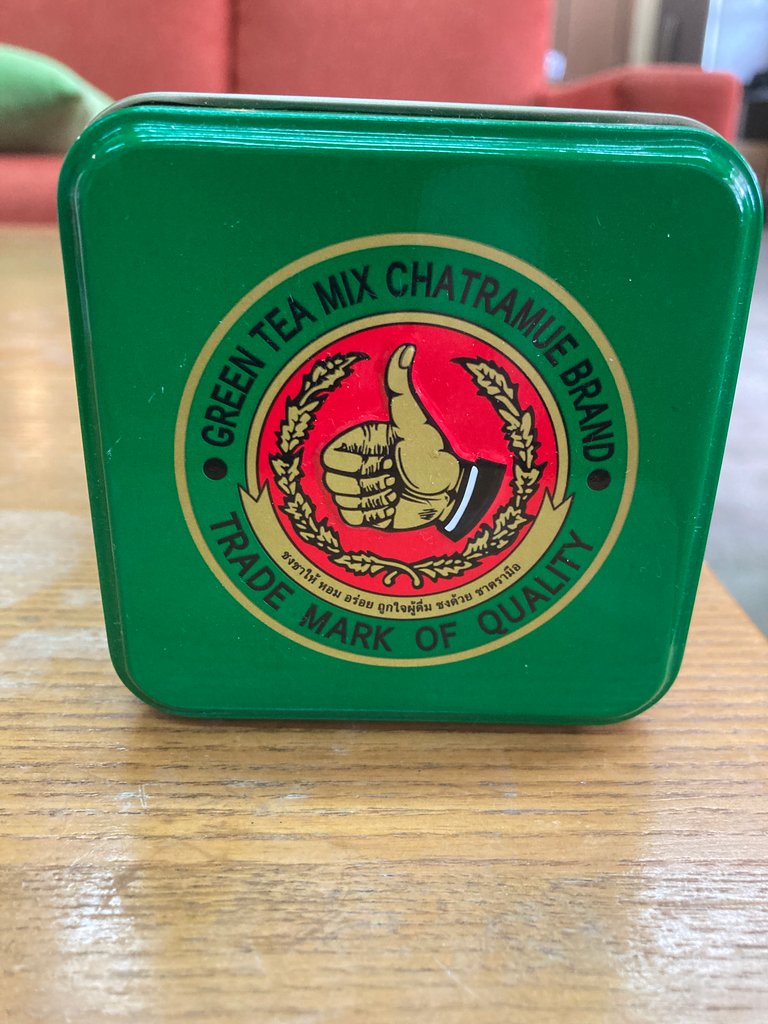 GREEN TEA MIX CHATRAMUE BRAND
ชงชาให้ หอม อร่อย ถูกใจผู้ดื่ม ชงด้วย ชาตรามือ
TRADE MARK OF QUALITY